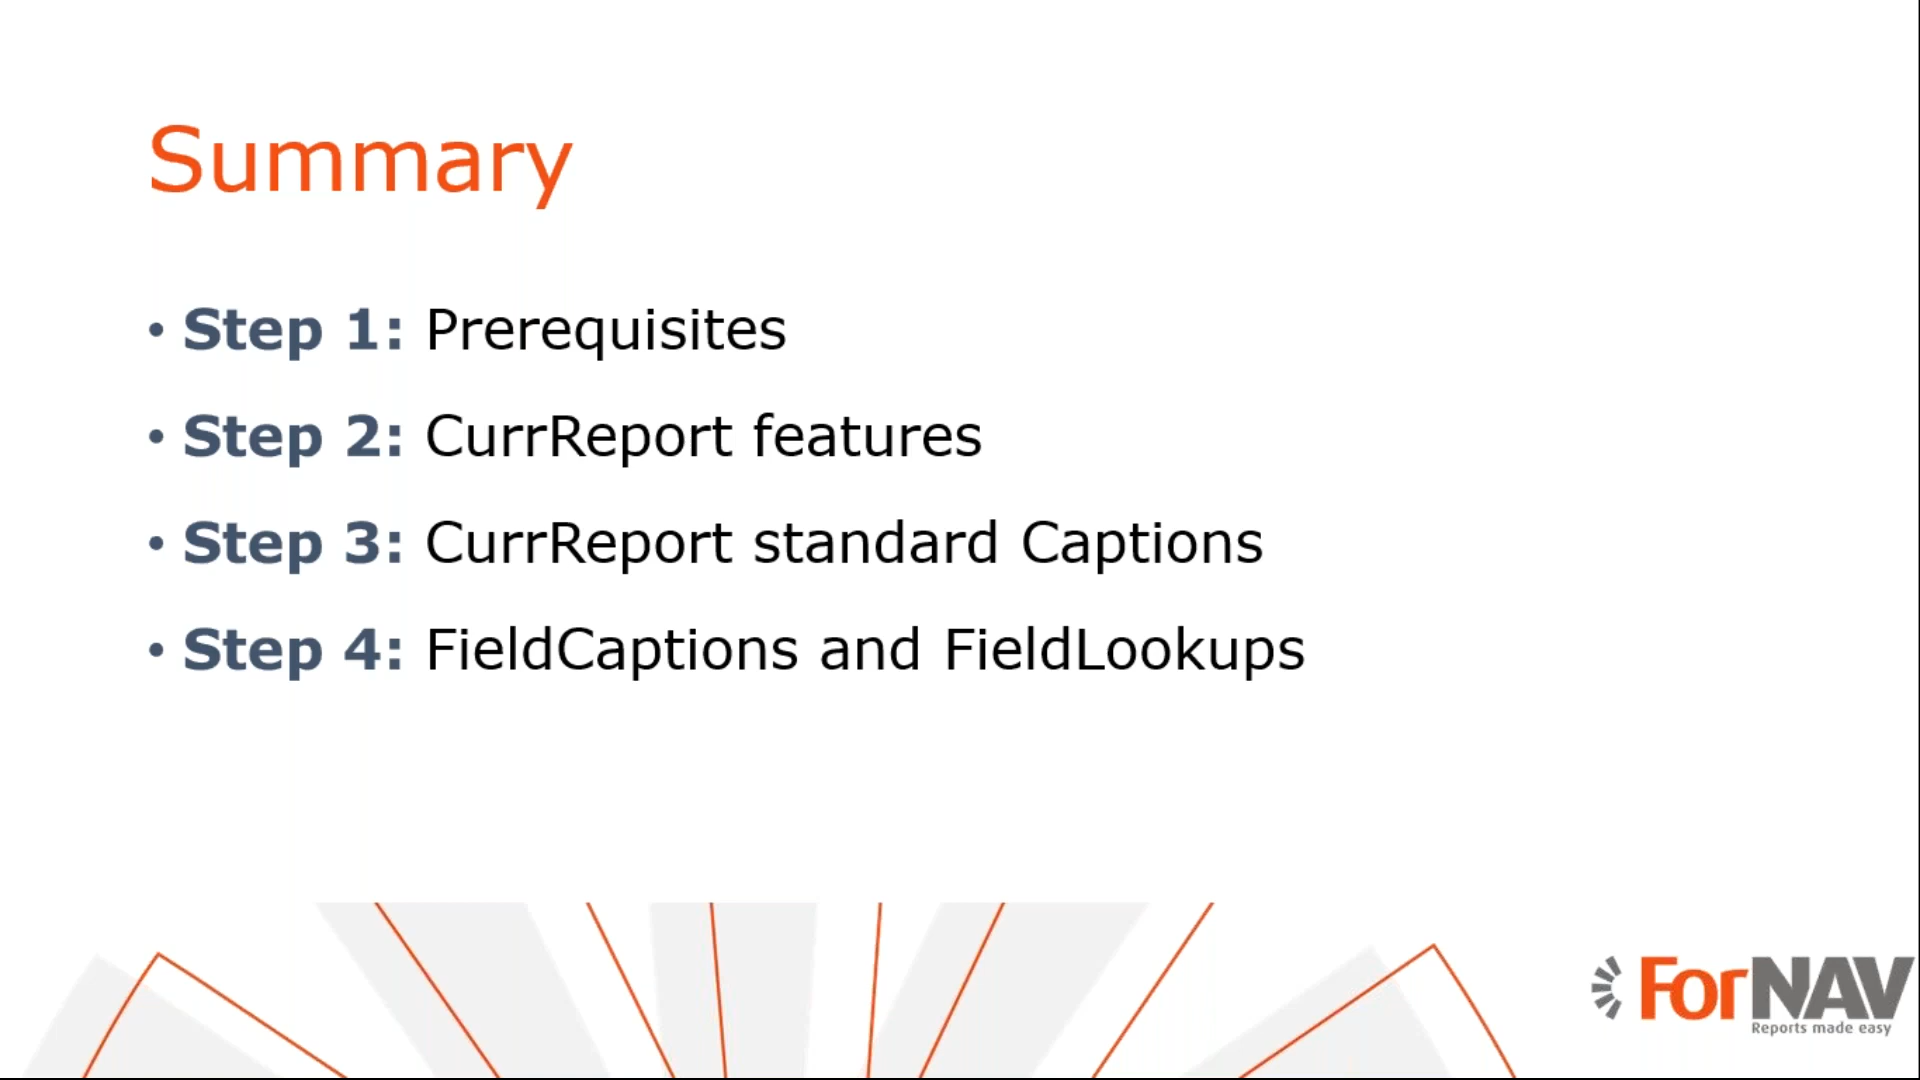 Summary
• Step 1: Prerequisites
• Step 2: CurrReport features
• Step 3: CurrReport standard Captions
• Step 4: FieldCaptions and FieldLookups
ForNAV
Reports made easy